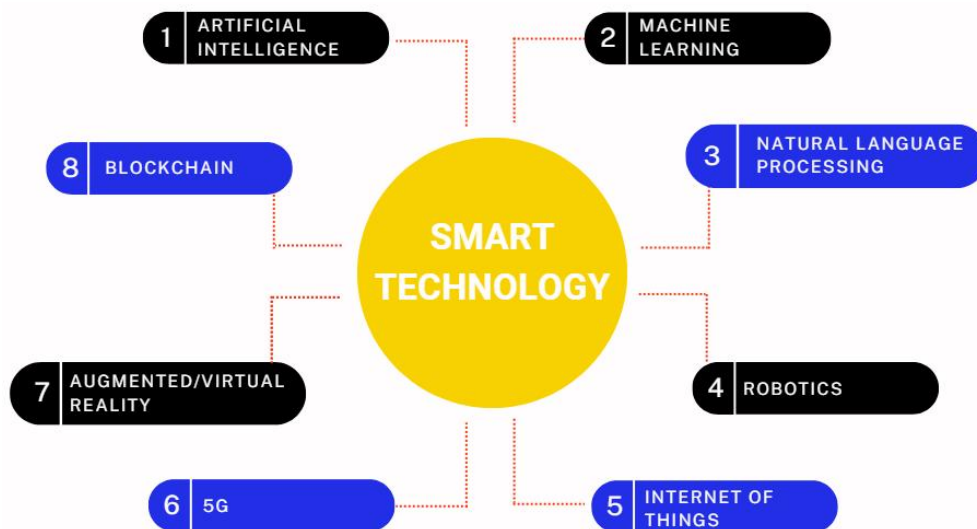 1 ARTIFICIAL
INTELLIGENCE
2 MACHINE
LEARNING
3 NATURAL LANGUAGE
PROCESSING
4 ROBOTICS
5 INTERNET OF
THINGS
6 5G
7 AUGMENTED/VIRTUAL
REALITY
8 BLOCKCHAIN
SMART
TECHNOLOGY